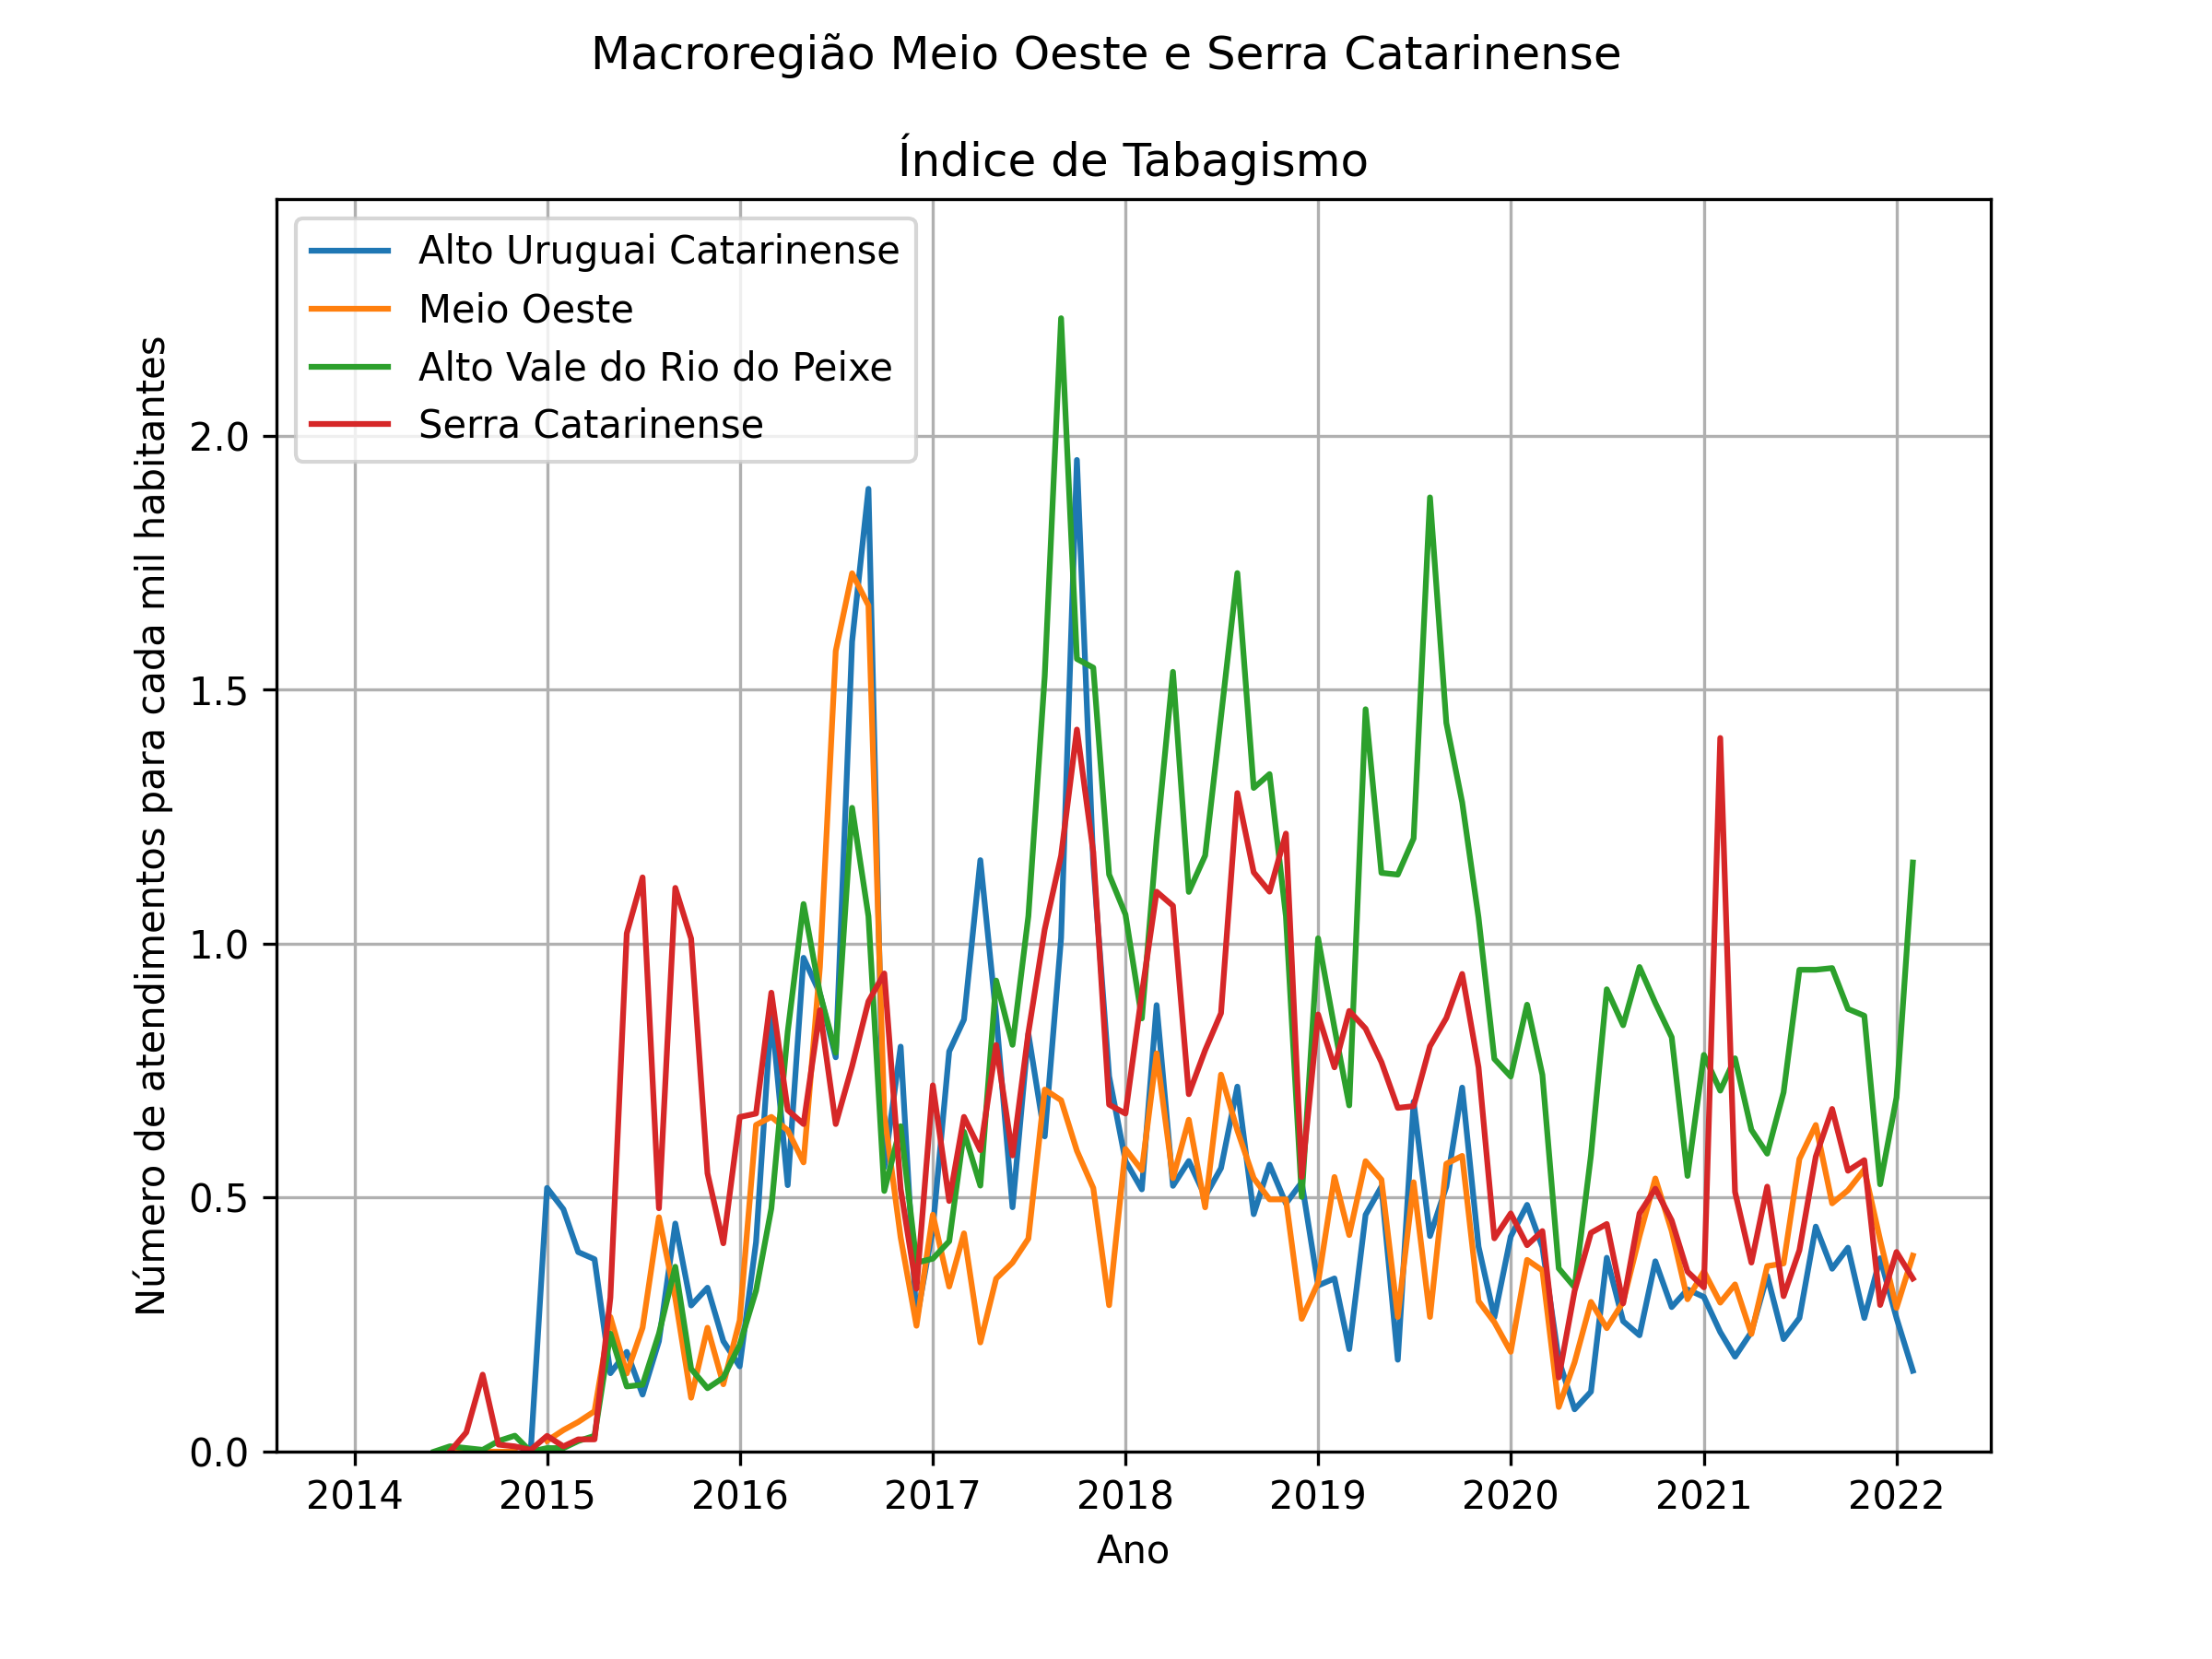 Macroregião Meio Oeste e Serra Catarinense
Índice de Tabagismo
Alto Uruguai Catarinense
Meio Oeste
Alto Vale do Rio do Peixe
Serra Catarinense
Número de atendimentos para cada mil habitantes
2.0
1.5
1.0
0.5
0.0
2014 2015 2016 2017 2018 2019 2020 2021 2022
Ano